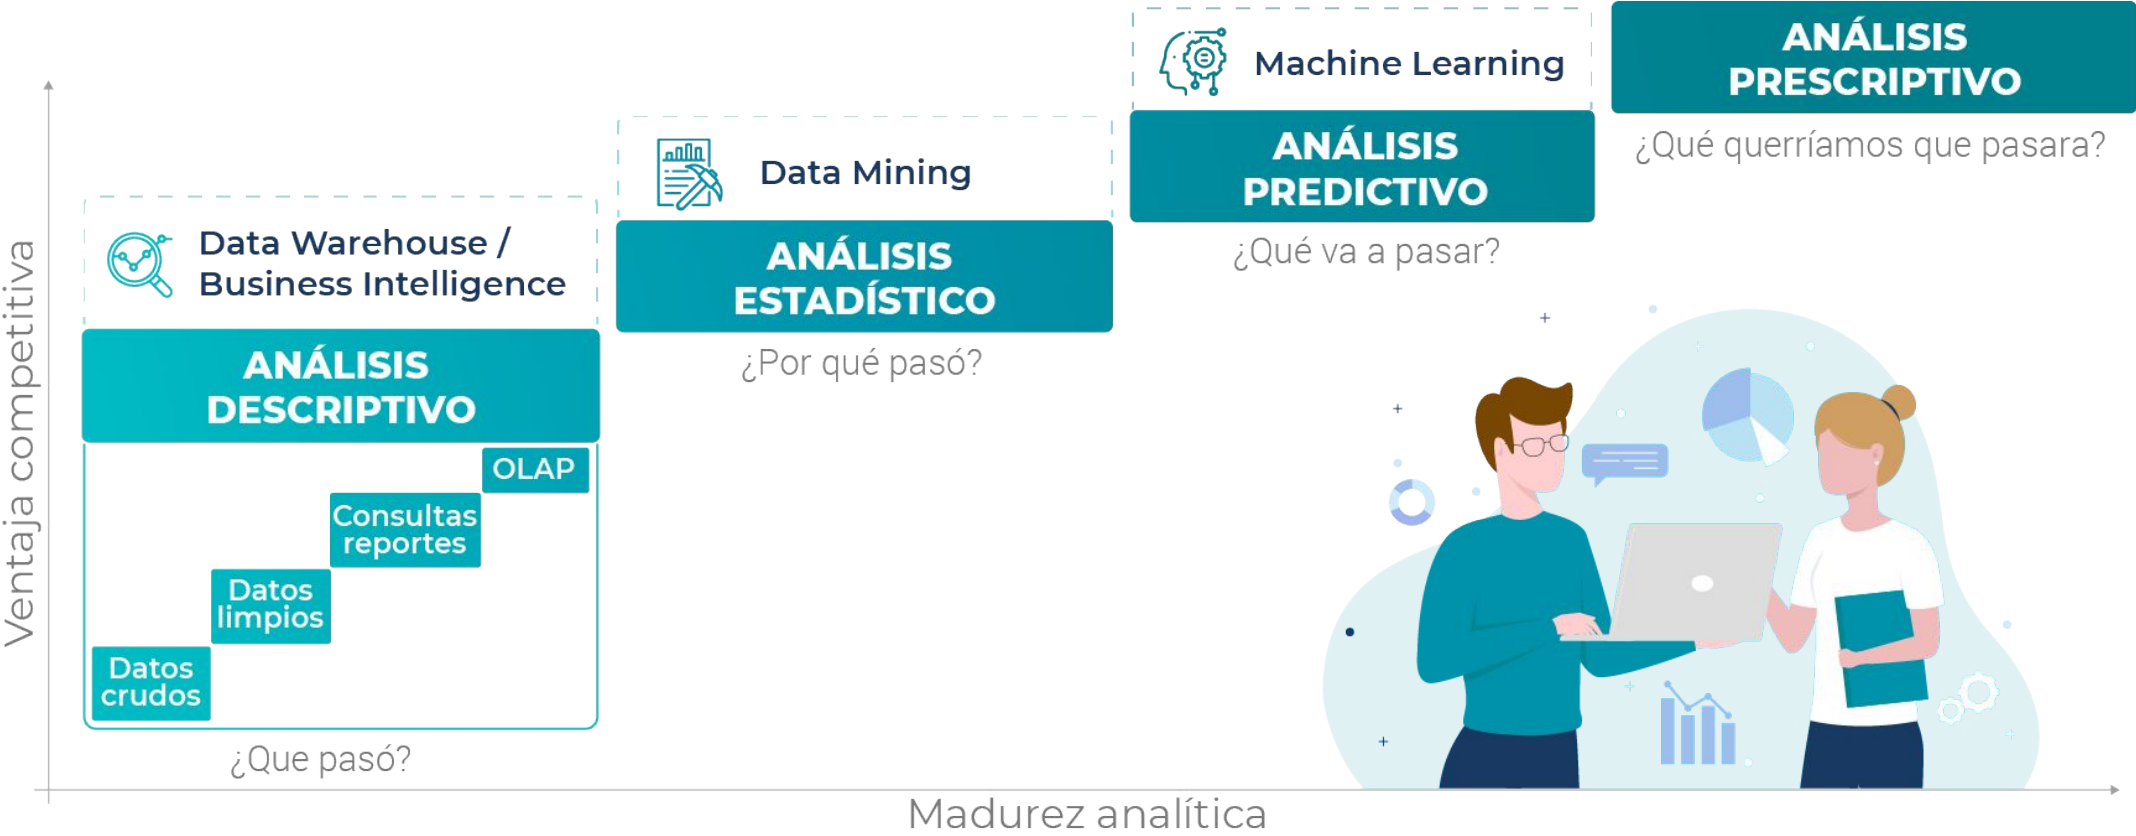 Ventaja competitiva
Data Warehouse /
Business Intelligence
ANÁLISIS
DESCRIPTIVO
OLAP
Consultas
reportes
Datos
limpios
Datos
crudos
¿Que pasó?
Data Mining
ANÁLISIS
ESTADÍSTICO
¿Por qué pasó?
Machine Learning
ANÁLISIS
PREDICTIVO
¿Qué va a pasar?
ANÁLISIS
PRESCRIPTIVO
¿Qué querríamos que pasara?
Madurez analítica